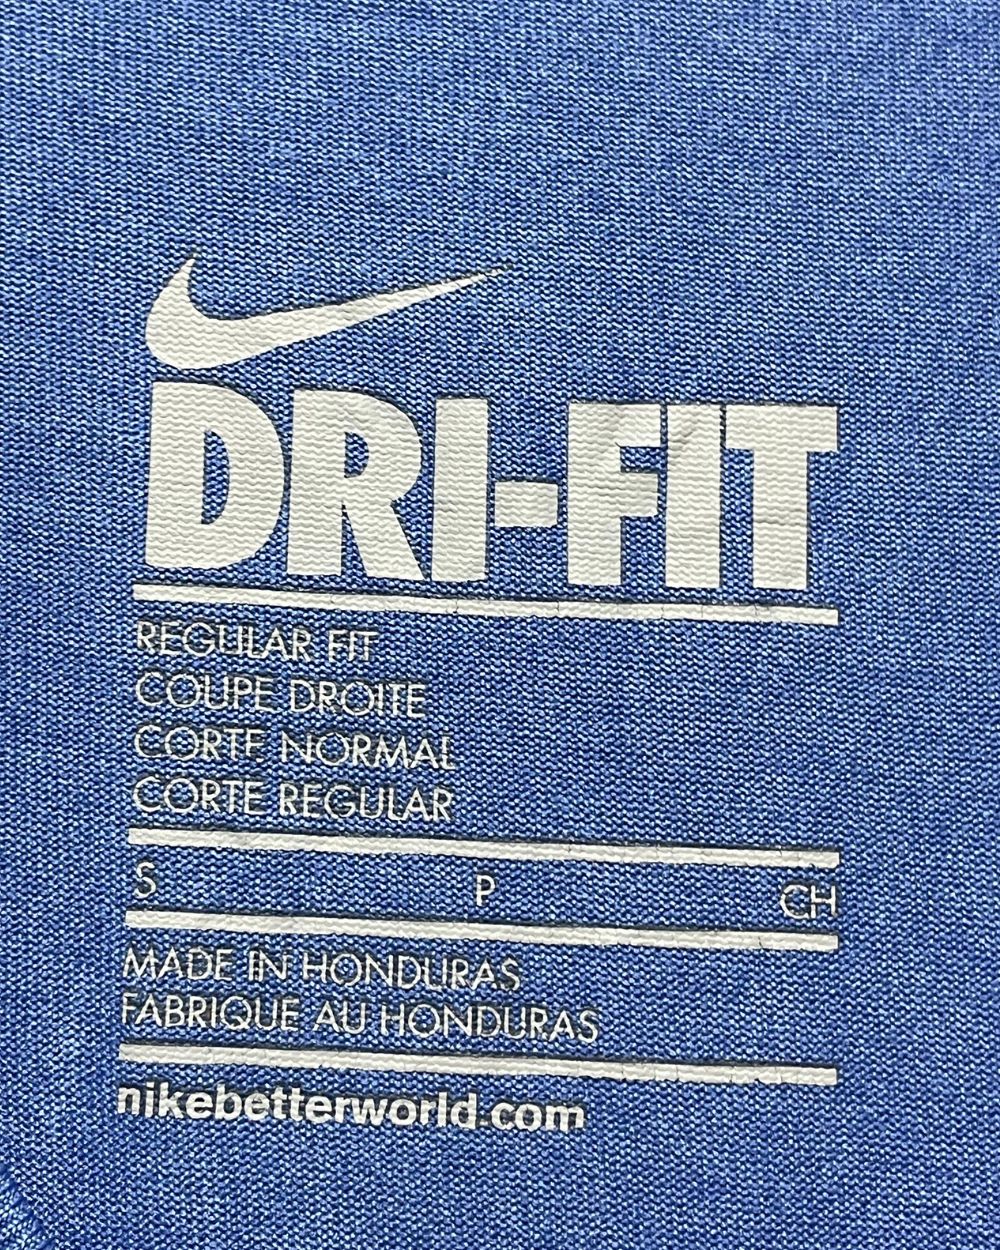 DRI-FIT
REGULAR FIT
COUPE DROITE
CORTE NORMAL
CORTE REGULAR
S P CH
MADE IN HONDURAS
FABRIQUE AU HONDURAS
nikebetterworld.com